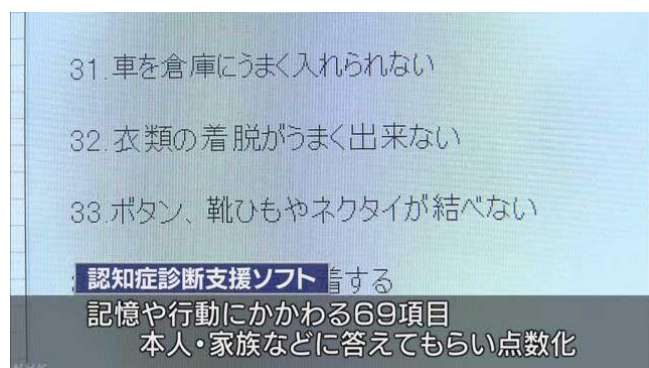 31.車を倉庫にうまく入れられない
32.衣類の着脱がうまく出来ない
33.ボタン、靴ひもやネクタイが結べない
着する
認知症診断支援ソフト
記憶や行動にかかわる69項目
本人・家族などに答えてもらい点数化